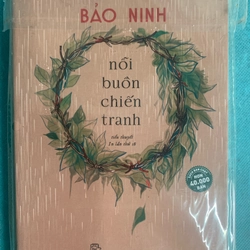 BẢO NINH
nỗi buồn
chiến
tranh
tiểu thuyết
40.000